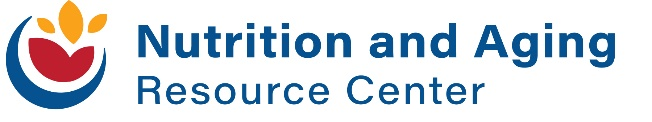 Nutrition and Aging
Resource Center